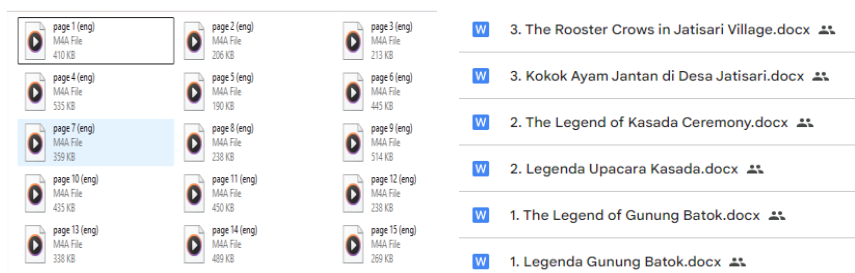 page 1 (eng)
M4A File
410 KB
page 2 (eng)
M4A File
206 KB
page 3 (eng)
M4A File
213 KB
page 4 (eng)
M4A File
535 KB
page 5 (eng)
M4A File
190 KB
page 6 (eng)
M4A File
445 KB
page 7 (eng)
M4A File
359 KB
page 8 (eng)
M4A File
238 KB
page 9 (eng)
M4A File
514 KB
page 10 (eng)
M4A File
435 KB
page 11 (eng)
M4A File
450 KB
page 12 (eng)
M4A File
238 KB
page 13 (eng)
M4A File
338 KB
page 14 (eng)
M4A File
489 KB
page 15 (eng)
M4A File
269 KB
W 3. The Rooster Crows in Jatisari Village.docx
W 3. Kokok Ayam Jantan di Desa Jatisari.docx
W 2. The Legend of Kasada Ceremony.docx
W 2. Legenda Upacara Kasada.docx
W 1. The Legend of Gunung Batok.docx
W 1. Legenda Gunung Batok.docx